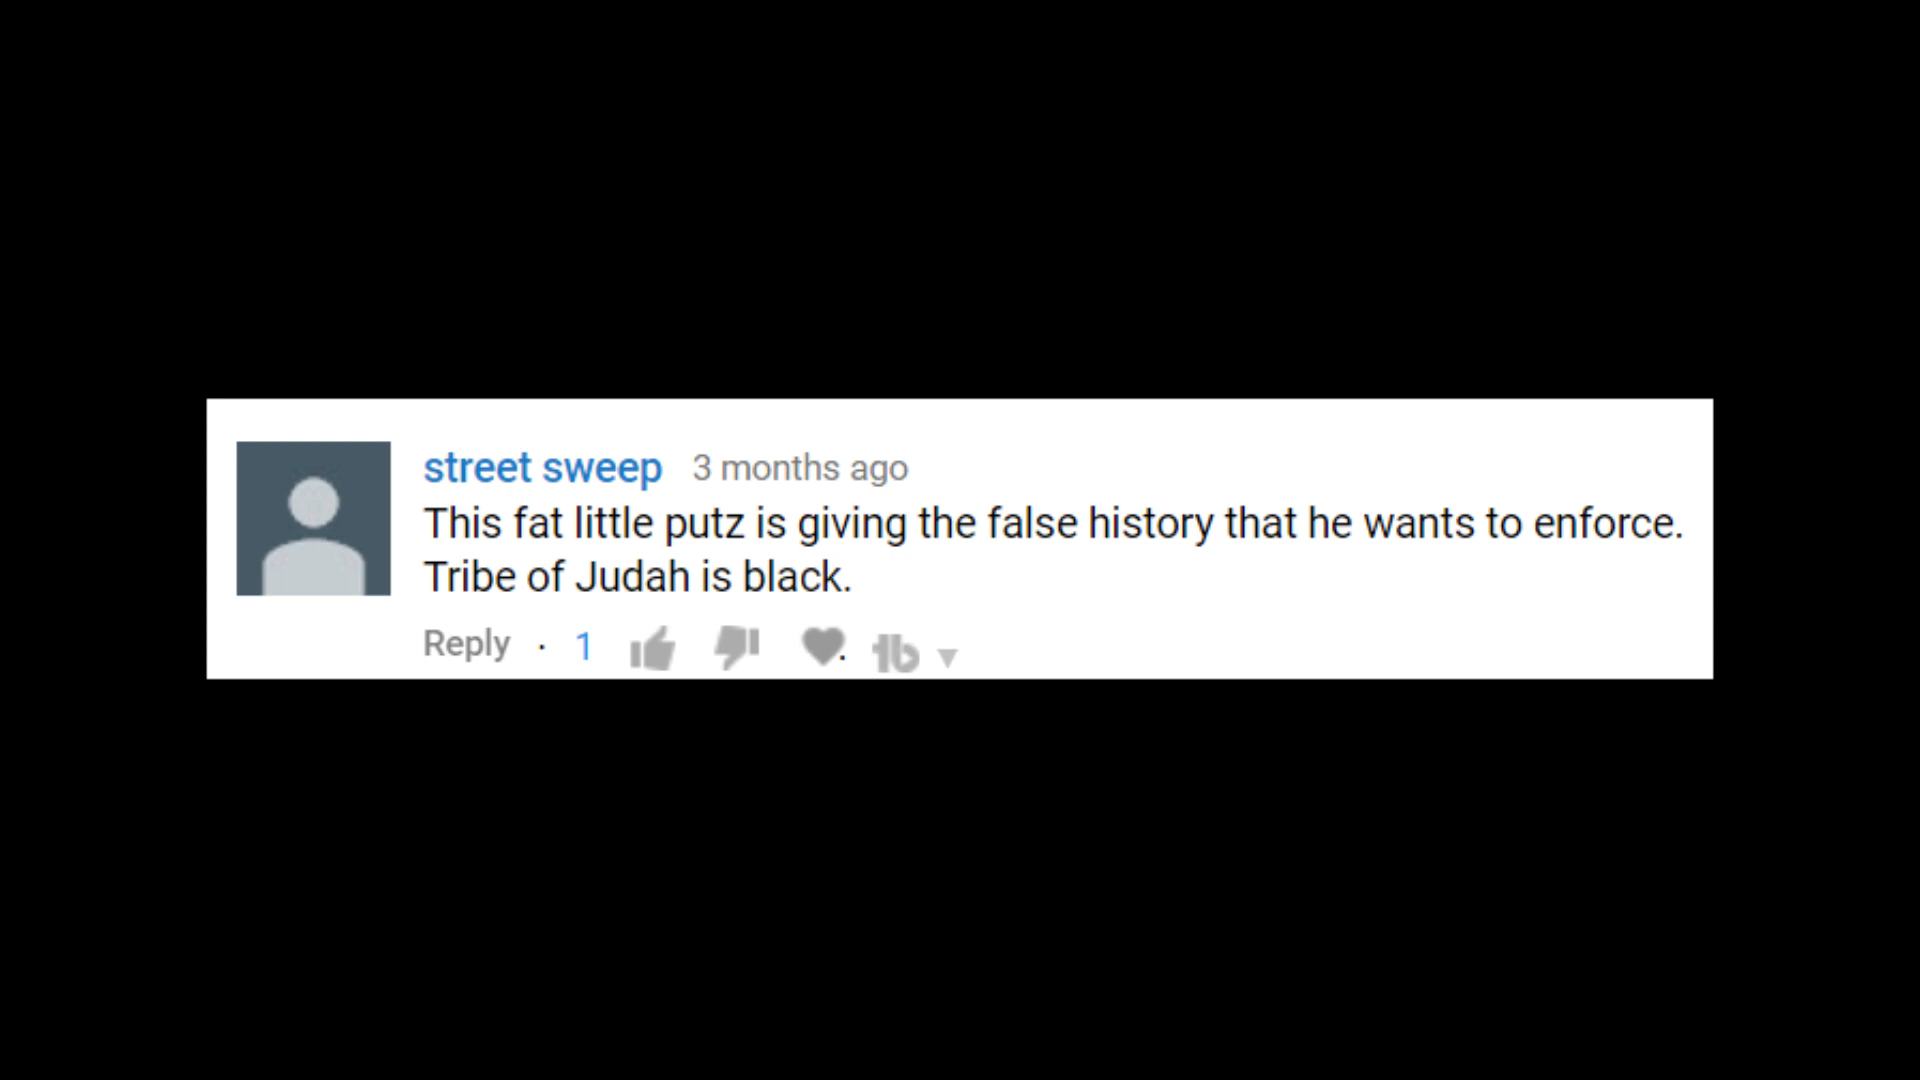 street sweep 3 months ago
This fat little putz is giving the false history that he wants to enforce.
Tribe of Judah is black.
Reply · 1